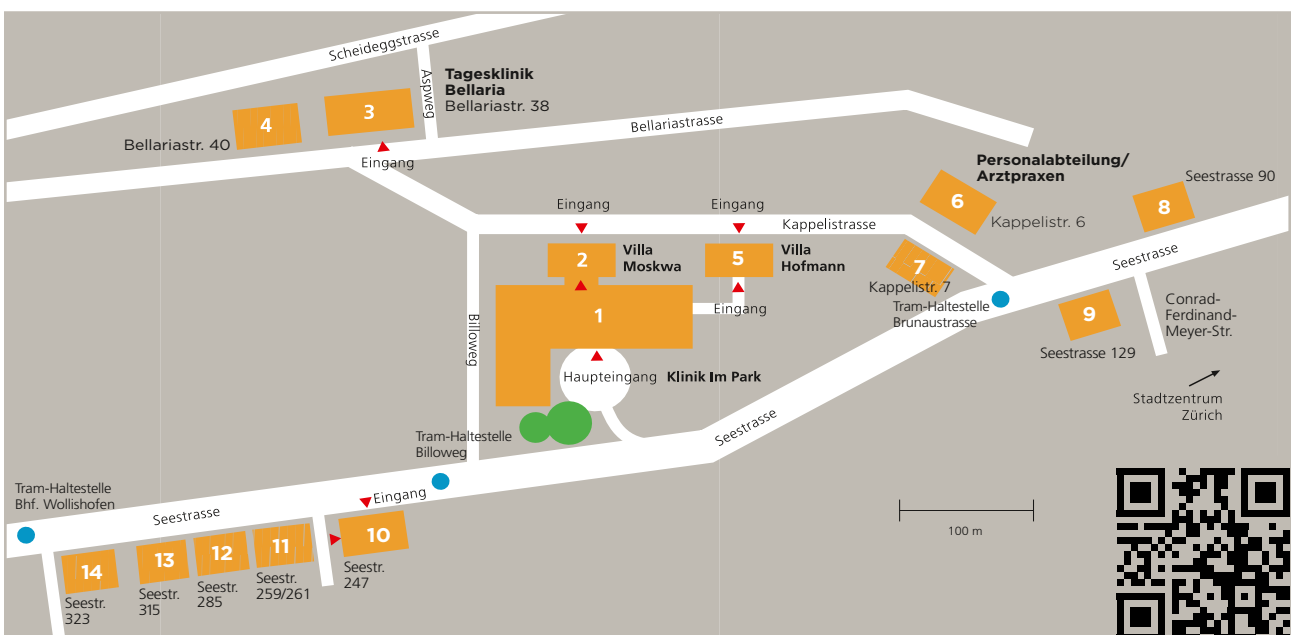 Scheideggstrasse
Aspweg
Tagesklinik
Bellaria
Bellariastr. 38
3
4
Bellariastr. 40
Bellariastrasse
Eingang
Personalabteilung/
Arztpraxen
6
Kappelistr. 6
Seestrasse 90
8
Eingang
Eingang
Kappelistrasse
2
Villa
Moskwa
5
Villa
Hofmann
7
Kappelistr. 7
Seestrasse
Tram-Haltestelle
Brunaustrasse
9
Seestrasse 129
Conrad-
Ferdinand-
Meyer-Str.
Stadtzentrum
Zürich
1
Eingang
Billoweg
Haupteingang
Klinik Im Park
Seestrasse
Tram-Haltestelle
Billoweg
Tram-Haltestelle
Bhf. Wollishofen
Seestrasse
Eingang
10
Seestr.
247
11
Seestr.
259/261
12
Seestr.
285
13
Seestr.
315
14
Seestr.
323
100 m